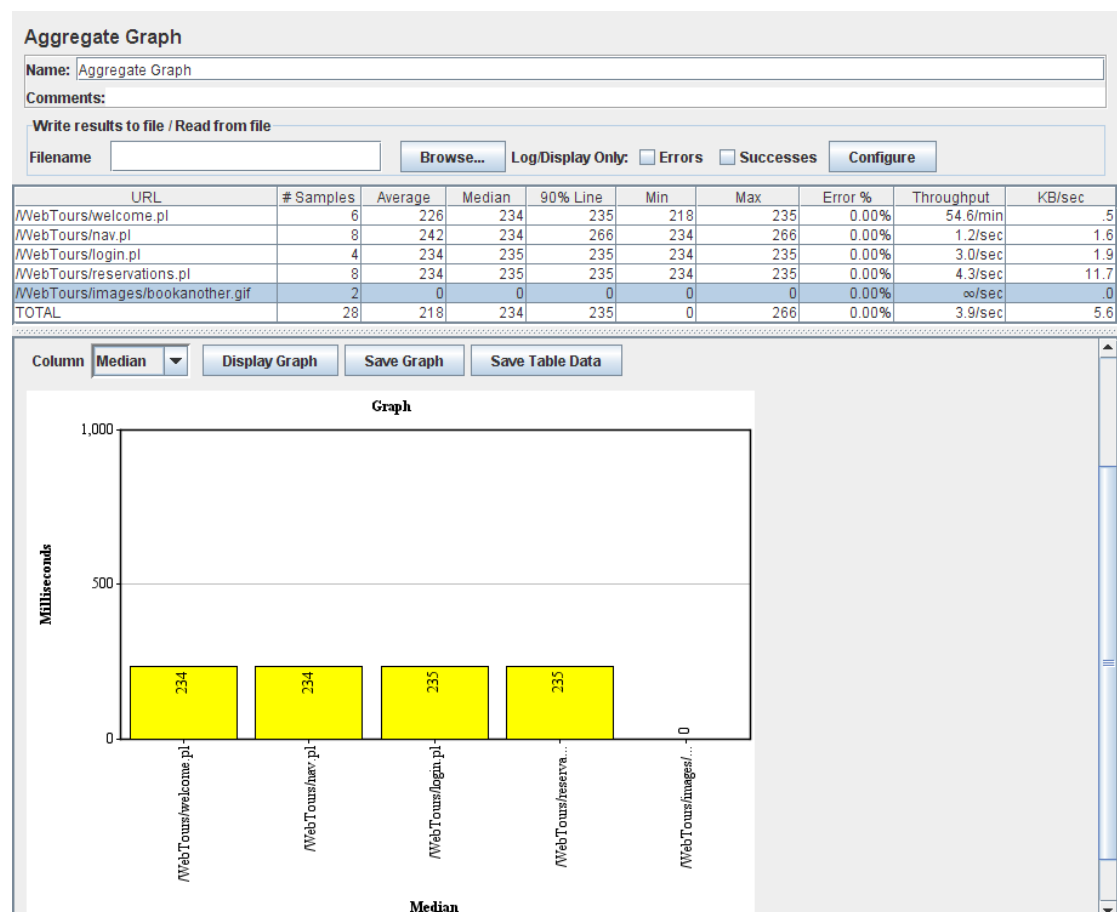 Aggregate Graph
Name: Aggregate Graph
Comments:
Write results to file / Read from file
Filename Browse... Log/Display Only: Errors Successes Configure
URL # Samples Average Median 90% Line Min Max Error % Throughput KB/sec
/WebTours/welcome.pl 6 226 234 235 218 235 0.00% 54.6/min .5
/WebTours/nav.pl 8 242 234 266 234 266 0.00% 1.2/sec 1.6
/WebTours/login.pl 4 234 235 235 234 235 0.00% 3.0/sec 1.9
/WebTours/reservations.pl 8 234 235 235 234 235 0.00% 4.3/sec 11.7
/WebTours/images/bookanother.gif 2 0 0 0 0 0 0.00% ∞/sec .0
TOTAL 28 218 234 235 0 266 0.00% 3.9/sec 5.6
Column Median Display Graph Save Graph Save Table Data
Graph
1,000
500
0
Milliseconds
234 234 235 235 0
/WebTours/welcome.pl
/WebTours/nav.pl
/WebTours/login.pl
/WebTours/reserva...
/WebTours/images/...
Median